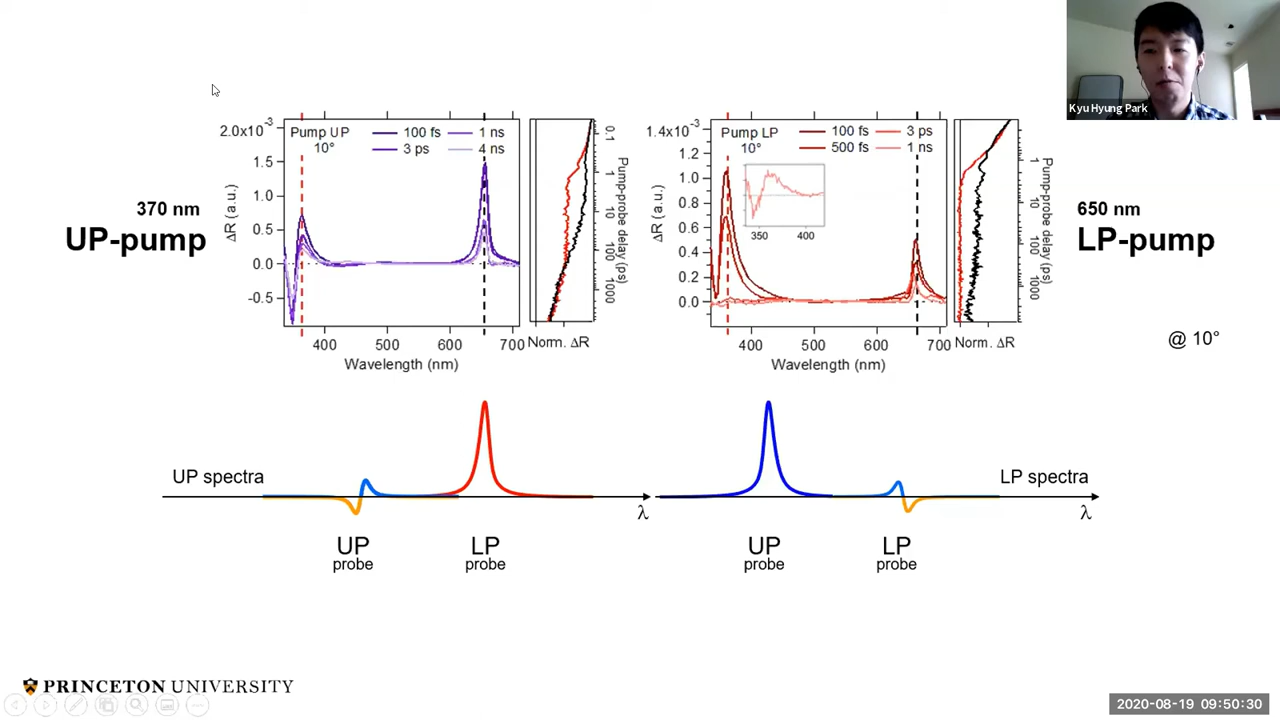 Kyu Hyung Park
370 nm
UP-pump
2.0x10⁻³
1.5
1.0
0.5
0.0
-0.5
ΔR (a.u.)
Pump UP
10°
100 fs
3 ps
1 ns
4 ns
400
500
600
700
Wavelength (nm)
0.1
1
10
100
1000
Pump-probe delay (ps)
Norm. ΔR
1.4x10⁻³
1.2
1.0
0.8
0.6
0.4
0.2
0.0
ΔR (a.u.)
Pump LP
10°
100 fs
500 fs
3 ps
1 ns
350
400
400
500
600
700
Wavelength (nm)
0.1
1
10
100
1000
Pump-probe delay (ps)
Norm. ΔR
650 nm
LP-pump
@ 10°
UP spectra
λ
UP
probe
LP
probe
LP spectra
λ
UP
probe
LP
probe
PRINCETON UNIVERSITY
2020-08-19 09:50:30